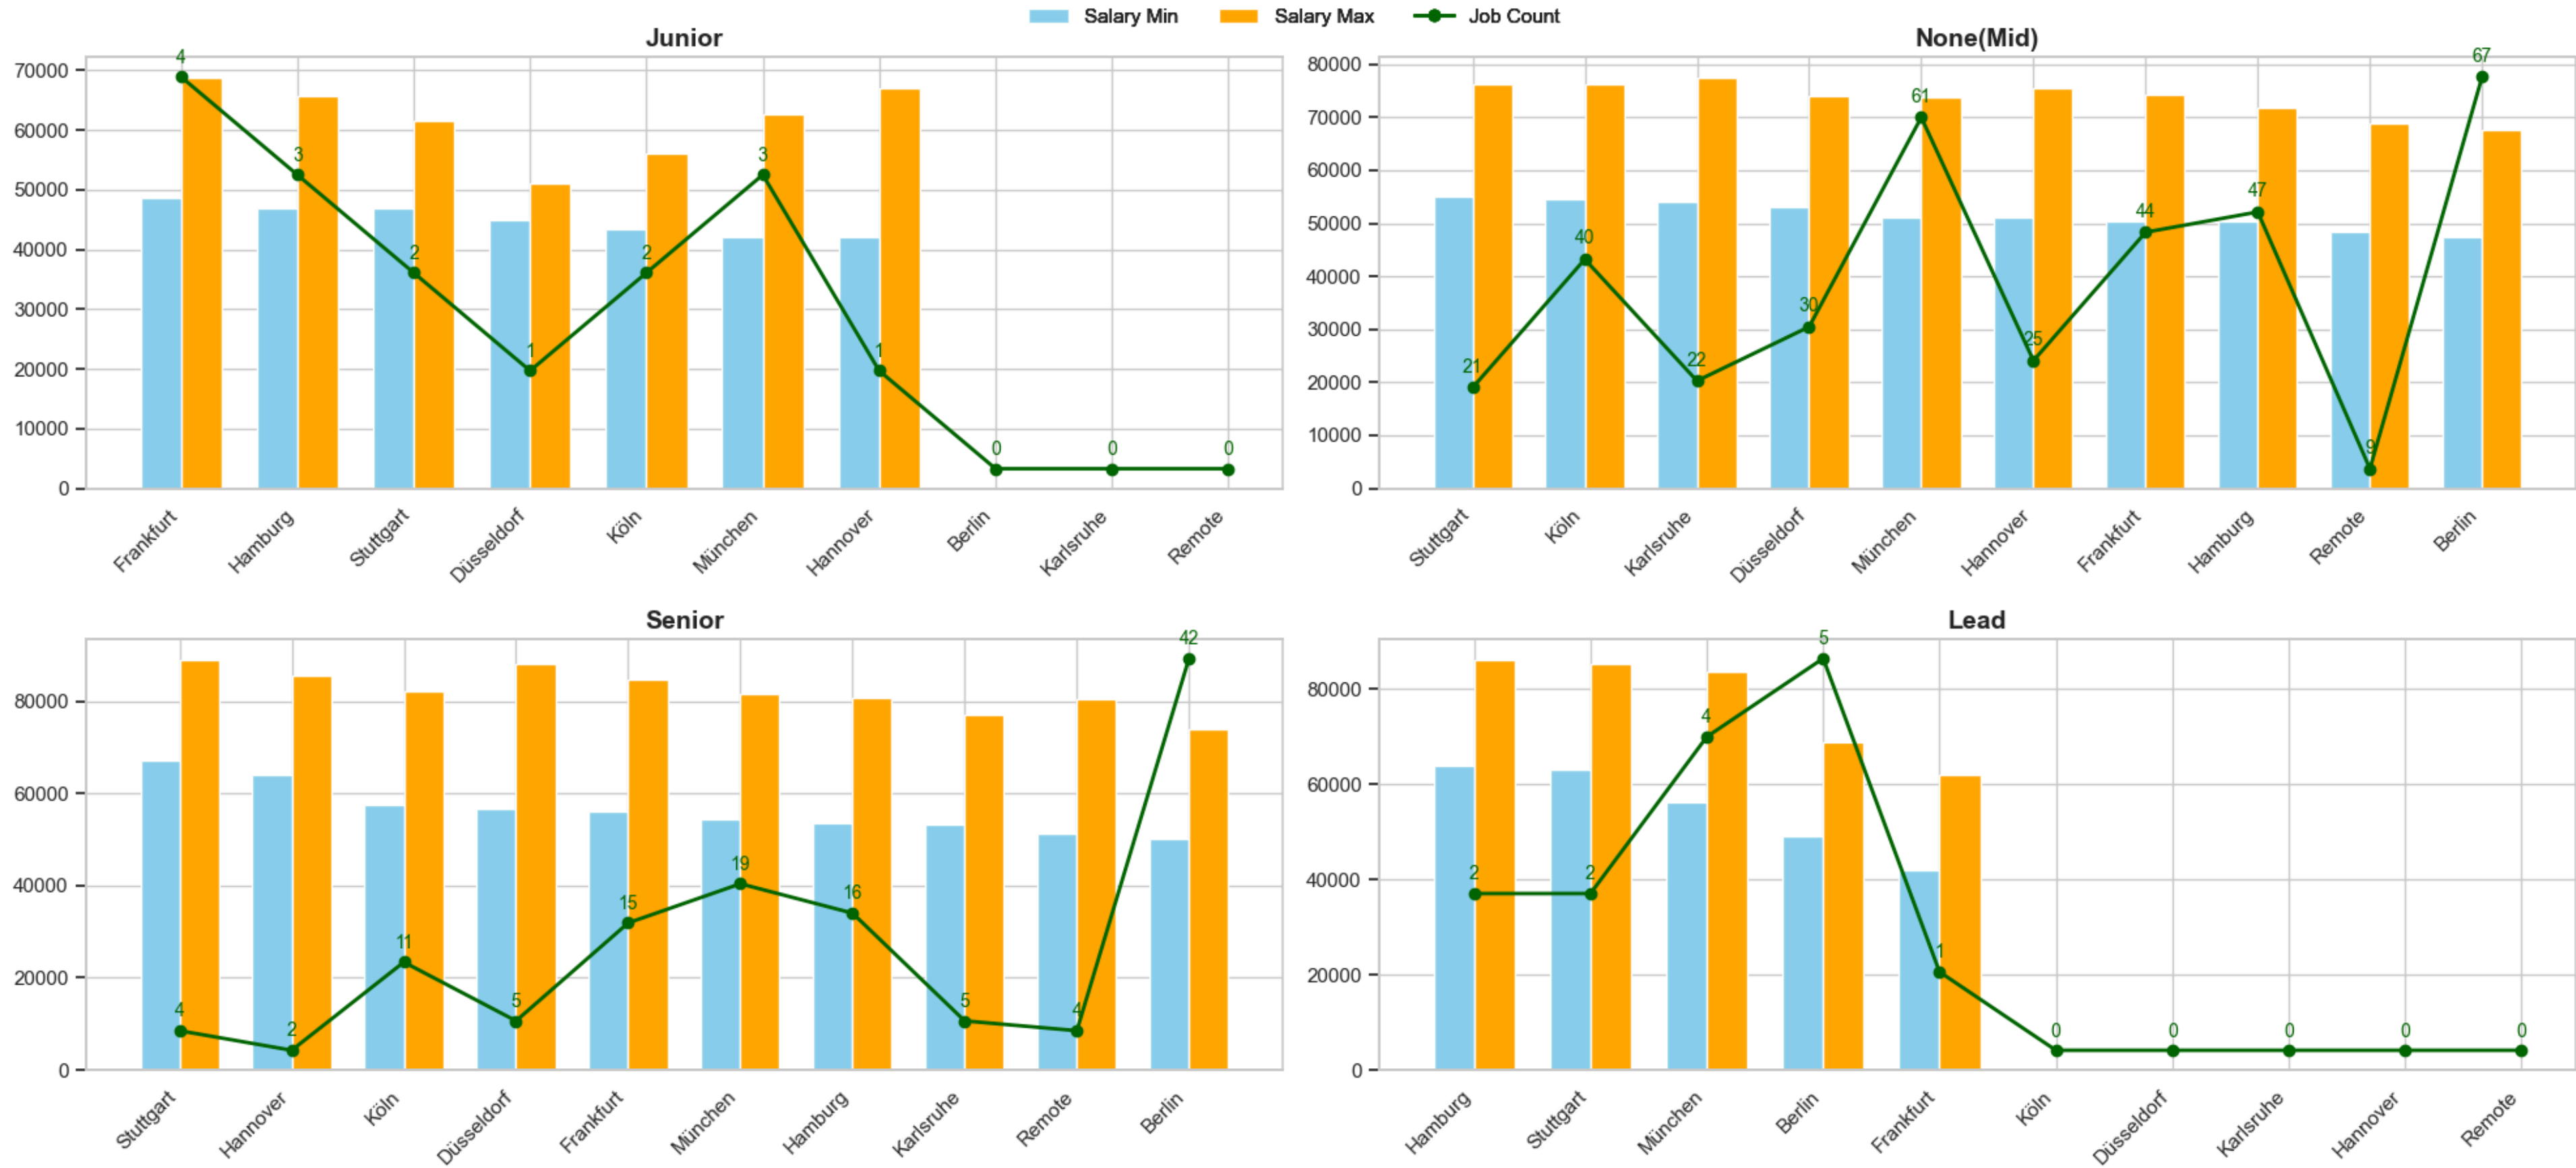 Salary Min Salary Max Job Count
Junior
4 3 2 1 2 3 1 0 0 0
70000
60000
50000
40000
30000
20000
10000
0
Frankfurt Hamburg Stuttgart Düsseldorf Köln München Hannover Berlin Karlsruhe Remote
None(Mid)
21 40 22 30 61 25 44 47 9 67
80000
70000
60000
50000
40000
30000
20000
10000
0
Stuttgart Köln Karlsruhe Düsseldorf München Hannover Frankfurt Hamburg Remote Berlin
Senior
4 2 11 5 15 19 16 5 4 42
80000
60000
40000
20000
0
Stuttgart Hannover Köln Düsseldorf Frankfurt München Hamburg Karlsruhe Remote Berlin
Lead
2 2 4 5 1 0 0 0 0 0
80000
60000
40000
20000
0
Hamburg Stuttgart München Berlin Frankfurt Köln Düsseldorf Karlsruhe Hannover Remote